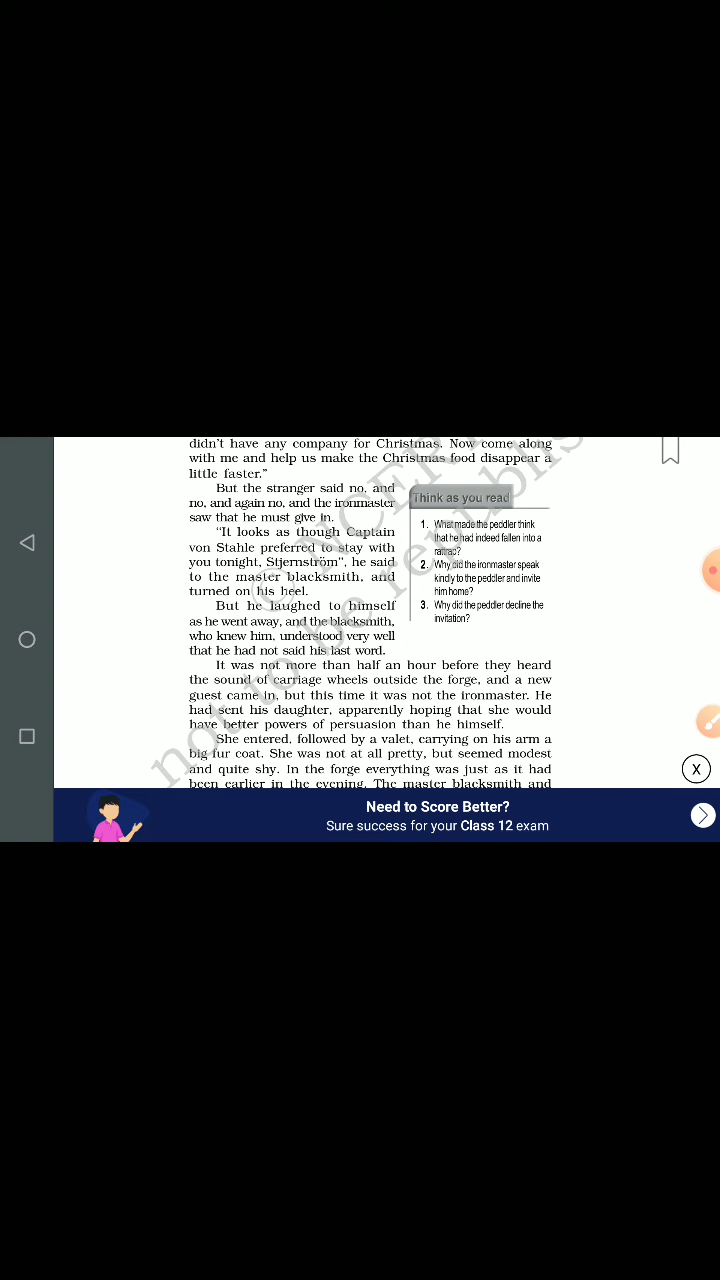 didn't have any company for Christmas. Now come along
with me and help us make the Christmas food disappear a
little faster."
But the stranger said no, and
no, and again no, and the ironmaster
saw that he must give in.
"It looks as though Captain
von Stahle preferred to stay with
you tonight, Stjernström", he said
to the master blacksmith, and
turned on his heel.
But he laughed to himself
as he went away, and the blacksmith,
who knew him, understood very well
that he had not said his last word.
Think as you read
1. What made the peddler think
that he had indeed fallen into a
rattrap?
2. Why did the ironmaster speak
kindly to the peddler and invite
him home?
3. Why did the peddler decline the
invitation?
It was not more than half an hour before they heard
the sound of carriage wheels outside the forge, and a new
guest came in, but this time it was not the ironmaster. He
had sent his daughter, apparently hoping that she would
have better powers of persuasion than he himself.
She entered, followed by a valet, carrying on his arm a
big fur coat. She was not at all pretty, but seemed modest
and quite shy. In the forge everything was just as it had
been earlier in the evening. The master blacksmith and
© NCERT
not to be republis
X
Need to Score Better?
Sure success for your Class 12 exam